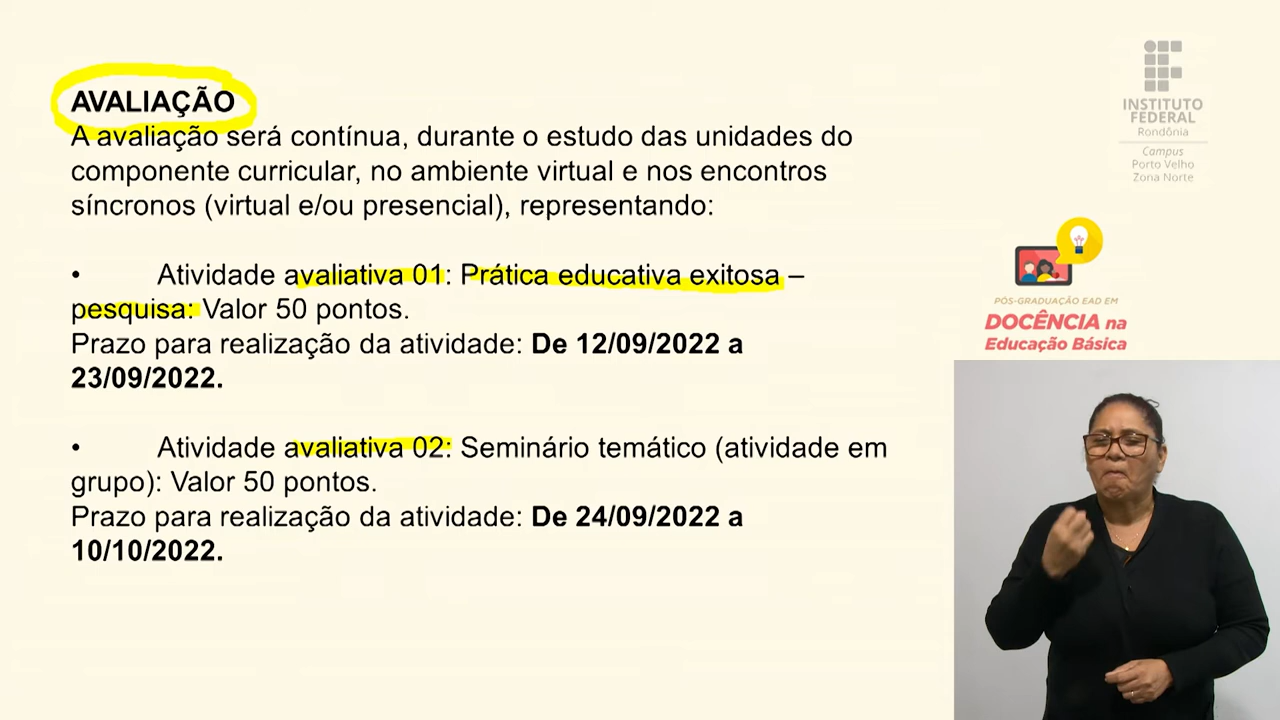 AVALIAÇÃO
A avaliação será contínua, durante o estudo das unidades do
componente curricular, no ambiente virtual e nos encontros
síncronos (virtual e/ou presencial), representando:
• Atividade avaliativa 01: Prática educativa exitosa –
pesquisa: Valor 50 pontos.
Prazo para realização da atividade: De 12/09/2022 a
23/09/2022.
• Atividade avaliativa 02: Seminário temático (atividade em
grupo): Valor 50 pontos.
Prazo para realização da atividade: De 24/09/2022 a
10/10/2022.
INSTITUTO
FEDERAL
Rondônia
Campus
Porto Velho
Zona Norte
PÓS-GRADUAÇÃO EAD EM
DOCÊNCIA na
Educação Básica